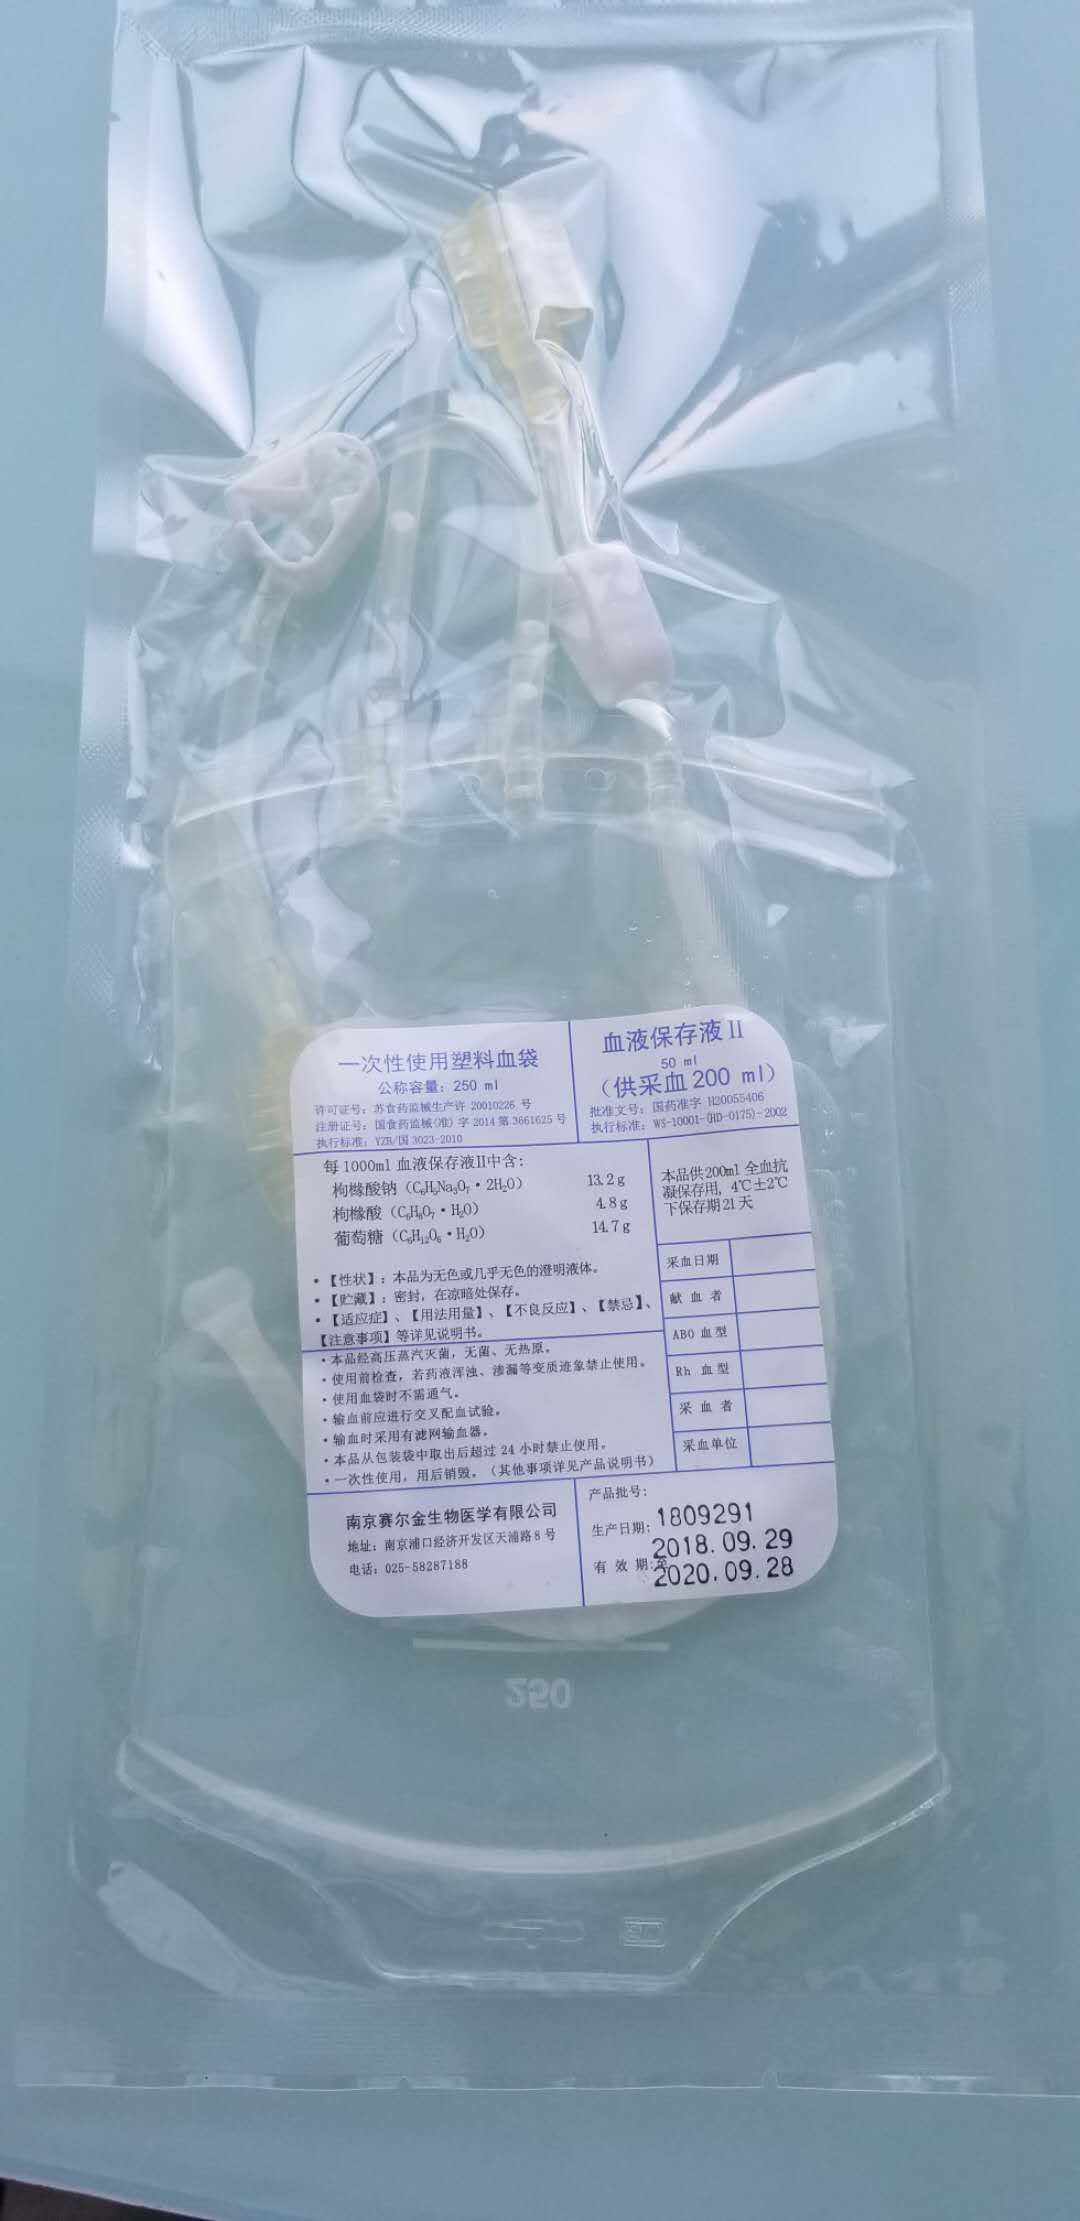 一次性使用塑料血袋
公称容量：250 ml
许可证号：苏食药监械生产许 20010226 号
注册证号：国食药监械(准) 字 2014 第 3661625 号
执行标准：YZB/国 3023-2010
血液保存液 II
50 ml
（供采血 200 ml）
批准文号：国药准字 H20055406
执行标准：WS-10001-(HD-0175)-2002
每 1000ml 血液保存液II中含：
枸橼酸钠（C₆H₅Na₃O₇・2H₂O） 13.2 g
枸橼酸（C₆H₈O₇・H₂O） 4.8 g
葡萄糖（C₆H₁₂O₆・H₂O） 14.7 g
本品供200ml 全血抗
凝保存用，4℃±2℃
下保存期 21 天
・【性状】：本品为无色或几乎无色的澄明液体。
・【贮藏】：密封，在凉暗处保存。
・【适应症】、【用法用量】、【不良反应】、【禁忌】、
【注意事项】等详见说明书。
・本品经高压蒸汽灭菌，无菌、无热原。
・使用前检查，若药液浑浊、渗漏等变质迹象禁止使用。
・使用血袋时不需通气。
・输血前应进行交叉配血试验。
・输血时采用有滤网输血器。
・本品从包装袋中取出后超过 24 小时禁止使用。
・一次性使用，用后销毁。（其他事项详见产品说明书）
采血日期
献 血 者
ABO 血型
Rh 血型
采 血 者
采血单位
南京赛尔金生物医学有限公司
地址：南京浦口经济开发区天浦路 8 号
电话：025-58287188
产品批号：
1809291
生产日期：
2018.09.29
有 效 期:至
2020.09.28
250